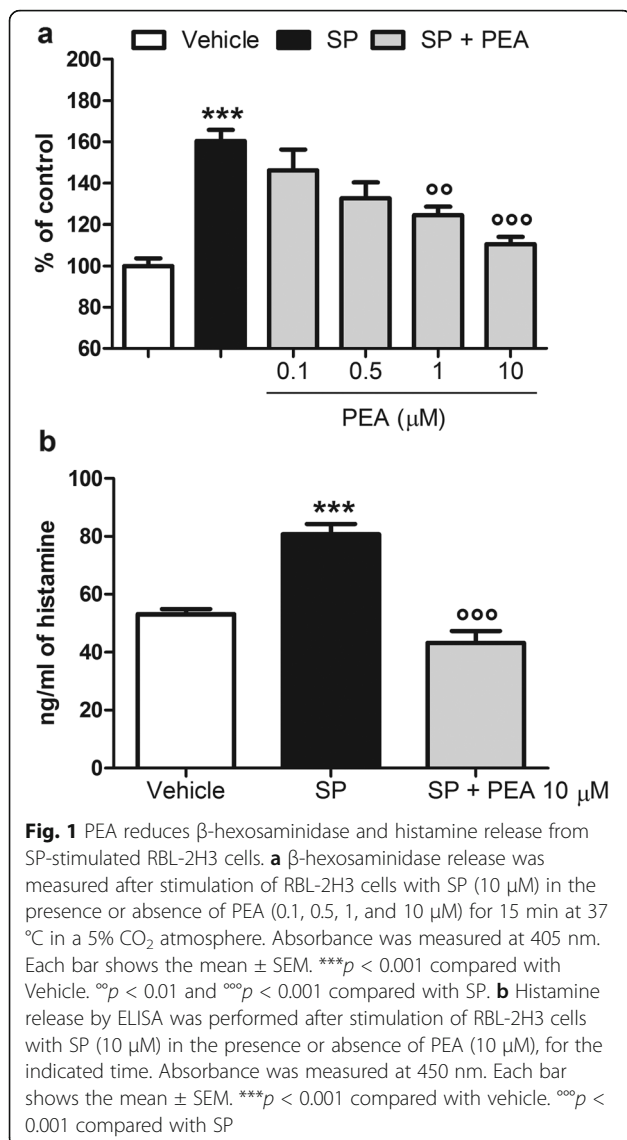 a
Vehicle SP SP + PEA
200
180
160
140
120
100
80
60
% of control
***
°°
°°°
0.1 0.5 1 10
PEA (μM)
b
100
80
60
40
20
0
ng/ml of histamine
***
°°°
Vehicle SP SP + PEA 10 μM
Fig. 1 PEA reduces β-hexosaminidase and histamine release from
SP-stimulated RBL-2H3 cells. a β-hexosaminidase release was
measured after stimulation of RBL-2H3 cells with SP (10 μM) in the
presence or absence of PEA (0.1, 0.5, 1, and 10 μM) for 15 min at 37
°C in a 5% CO₂ atmosphere. Absorbance was measured at 405 nm.
Each bar shows the mean ± SEM. ***p < 0.001 compared with
Vehicle. °°p < 0.01 and °°°p < 0.001 compared with SP. b Histamine
release by ELISA was performed after stimulation of RBL-2H3 cells
with SP (10 μM) in the presence or absence of PEA (10 μM), for the
indicated time. Absorbance was measured at 450 nm. Each bar
shows the mean ± SEM. ***p < 0.001 compared with vehicle. °°°p <
0.001 compared with SP